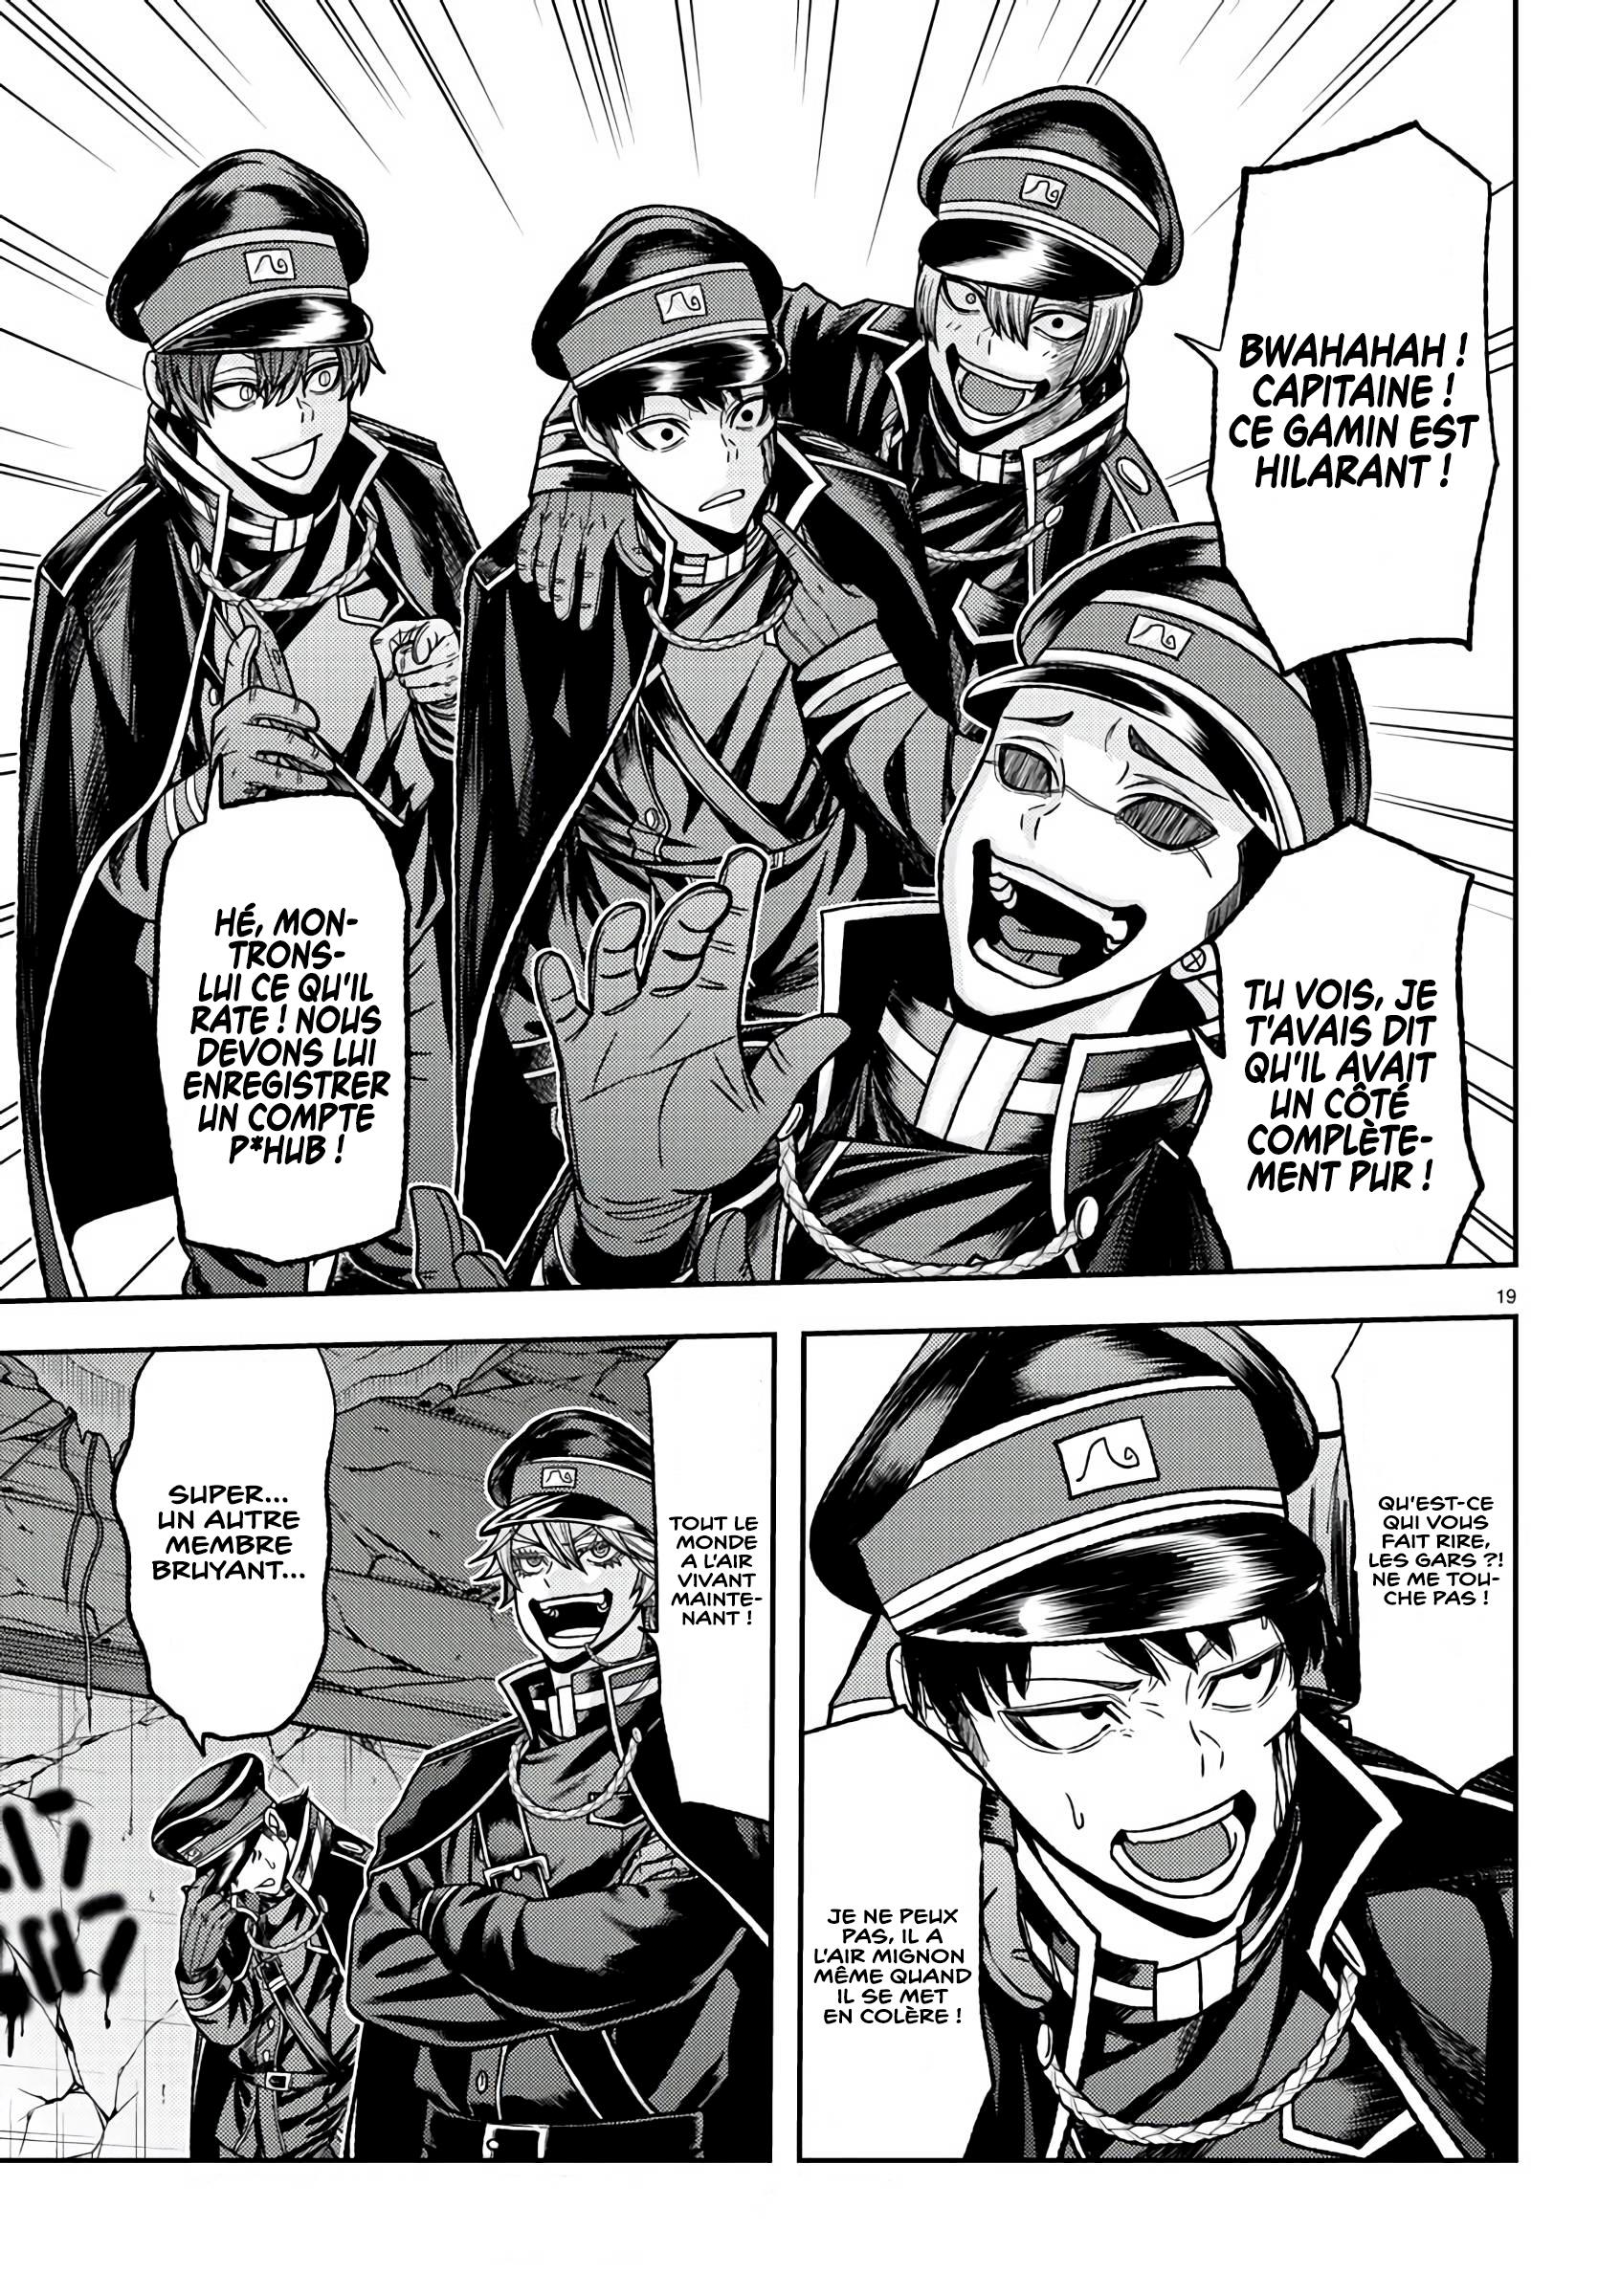 BWAHAHAH !
CAPITAINE !
CE GAMIN EST
HILARANT !
TU VOIS, JE
T'AVAIS DIT
QU'IL AVAIT
UN CÔTÉ
COMPLÈTE-
MENT PUR !
HÉ, MON-
TRONS-
LUI CE QU'IL
RATE ! NOUS
DEVONS LUI
ENREGISTRER
UN COMPTE
P*HUB !
19
QU'EST-CE
QUI VOUS
FAIT RIRE,
LES GARS ?!
NE ME TOU-
CHE PAS !
JE NE PEUX
PAS, IL A
L'AIR MIGNON
MÊME QUAND
IL SE MET
EN COLÈRE !
TOUT LE
MONDE
A L'AIR
VIVANT
MAINTE-
NANT !
SUPER...
UN AUTRE
MEMBRE
BRUYANT...